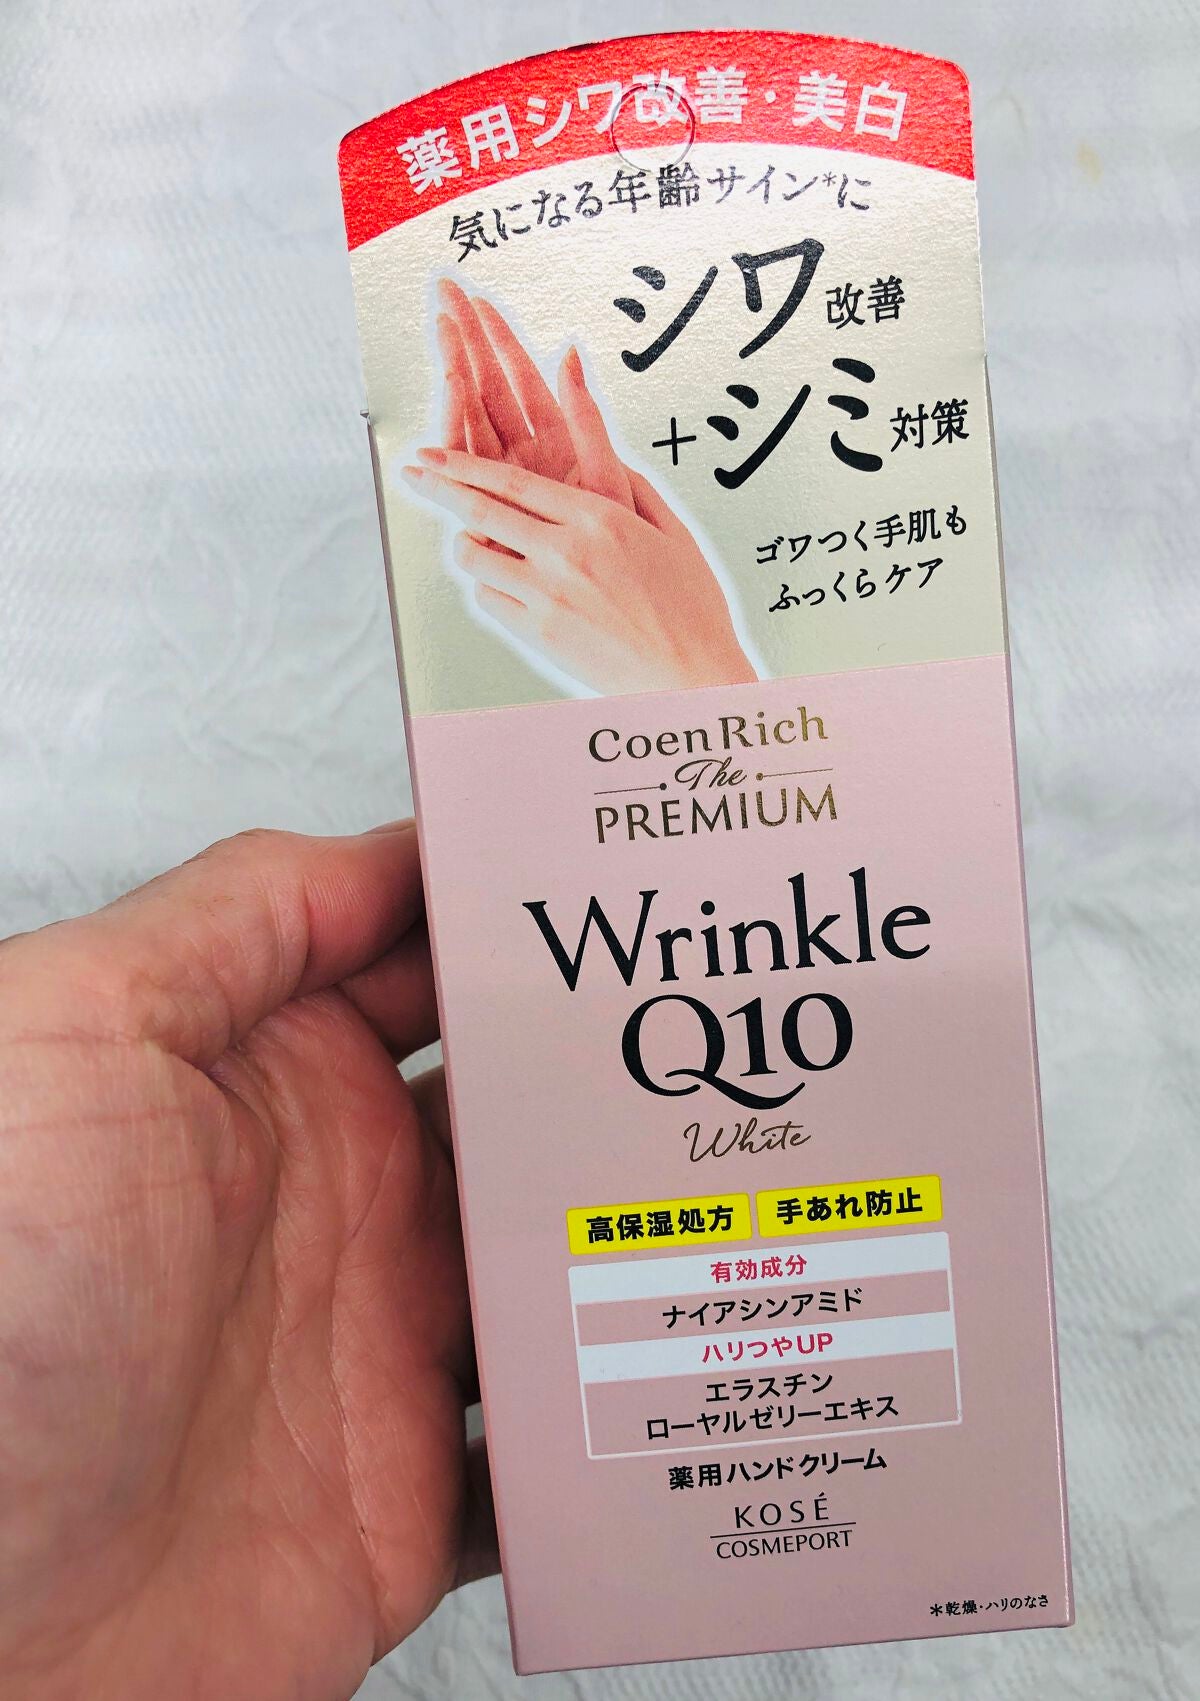 薬用シワ改善・美白
気になる年齢サイン*に
シワ改善
+シミ対策
ゴワつく手肌も
ふっくらケア
CoenRich
The
PREMIUM
Wrinkle
Q10
White
高保湿処方 手あれ防止
有効成分
ナイアシンアミド
ハリつやUP
エラスチン
ローヤルゼリーエキス
薬用ハンドクリーム
KOSÉ
COSMEPORT
*乾燥・ハリのなさ